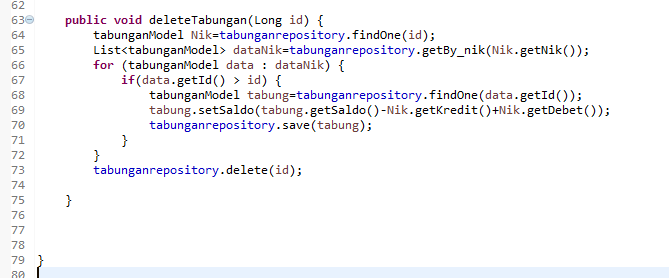 62
63 public void deleteTabungan(Long id) {
64 tabunganModel Nik=tabunganrepository.findOne(id);
65 List<tabunganModel> dataNik=tabunganrepository.getBy_nik(Nik.getNik());
66 for (tabunganModel data : dataNik) {
67 if(data.getId() > id) {
68 tabunganModel tabung=tabunganrepository.findOne(data.getId());
69 tabung.setSaldo(tabung.getSaldo()-Nik.getKredit()+Nik.getDebet());
70 tabunganrepository.save(tabung);
71 }
72 }
73 tabunganrepository.delete(id);
74
75 }
76
77
78
79 }
80